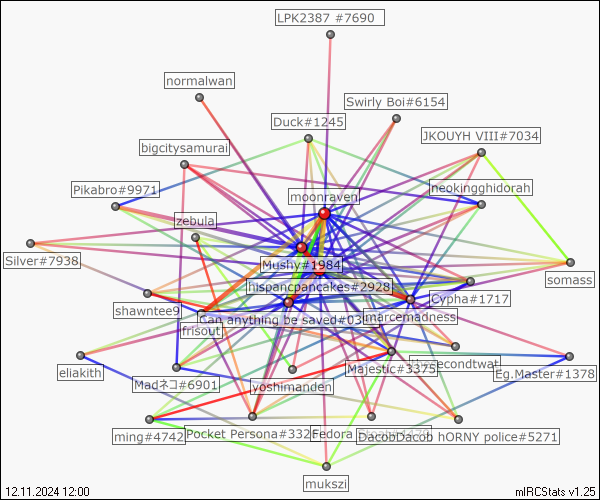 LPK2387 #7690
normalwan
Swirly Boi#6154
Duck#1245
JKOUYH VIII#7034
bigcitysamurai
Pikabro#9971
neokingghidorah
moonraven
zebula
Silver#7938
Mushy#1984
somass
hispancpancakes#2928
Cypha#1717
shawntee9
Can anything be saved#03
marcemadness
frisout
secondtwat
eliakith
Majestic#3375
Eg.Master#1378
Madネコ#6901
yoshimanden
ming#4742
Pocket Persona#332
Fedora
DacobDacob
hORNY police#5271
mukszi
12.11.2024 12:00
mIRCStats v1.25